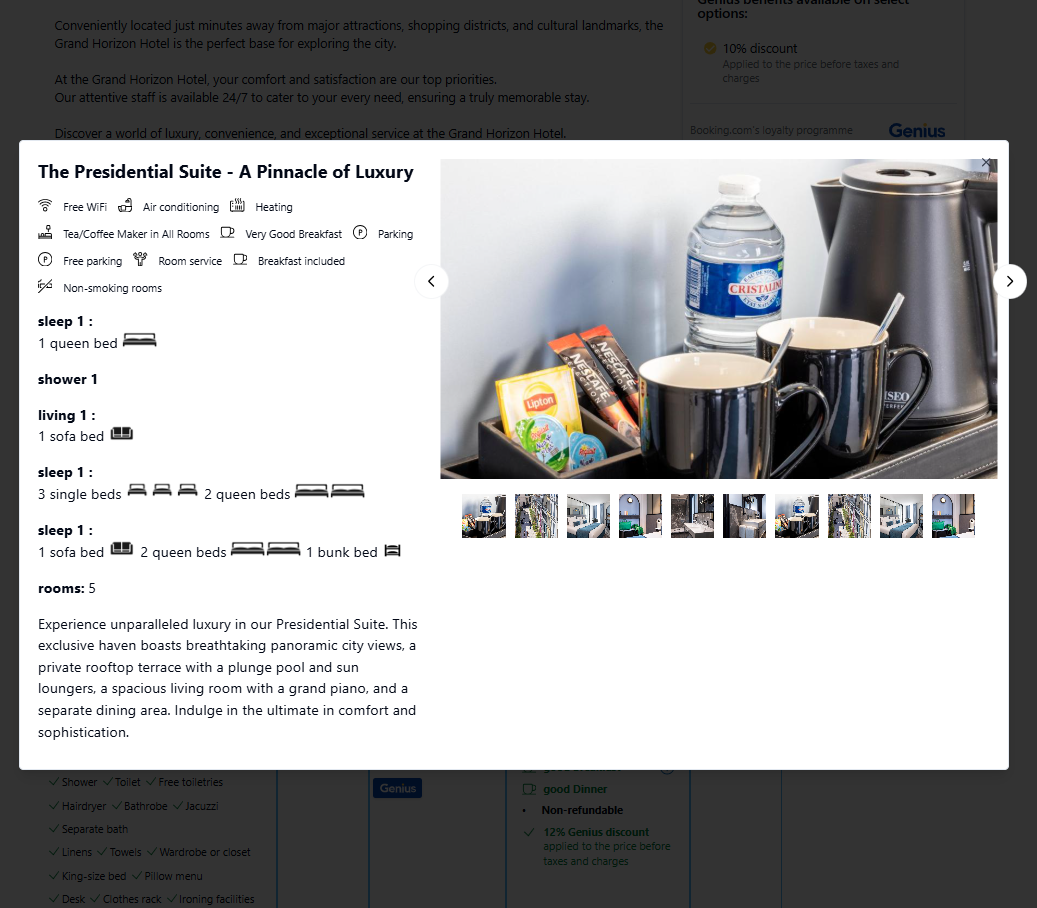 Genius benefits available on select
options:
Conveniently located just minutes away from major attractions, shopping districts, and cultural landmarks, the
Grand Horizon Hotel is the perfect base for exploring the city.
10% discount
Applied to the price before taxes and
charges
At the Grand Horizon Hotel, your comfort and satisfaction are our top priorities.
Our attentive staff is available 24/7 to cater to your every need, ensuring a truly memorable stay.
Discover a world of luxury, convenience, and exceptional service at the Grand Horizon Hotel.
Booking.com's loyalty programme
Genius
The Presidential Suite - A Pinnacle of Luxury
Free WiFi Air conditioning Heating
Tea/Coffee Maker in All Rooms Very Good Breakfast Parking
Free parking Room service Breakfast included
Non-smoking rooms
sleep 1 :
1 queen bed
shower 1
living 1 :
1 sofa bed
sleep 1 :
3 single beds 2 queen beds
sleep 1 :
1 sofa bed 2 queen beds 1 bunk bed
rooms: 5
Experience unparalleled luxury in our Presidential Suite. This
exclusive haven boasts breathtaking panoramic city views, a
private rooftop terrace with a plunge pool and sun
loungers, a spacious living room with a grand piano, and a
separate dining area. Indulge in the ultimate in comfort and
sophistication.
EAU DE SOURCE
CRISTALINE
NESCAFÉ
SELECTION
NESCAFÉ
SELECTION
Lipton
Shower Toilet Free toiletries
Hairdryer Bathrobe Jacuzzi
Separate bath
Linens Towels Wardrobe or closet
King-size bed Pillow menu
Desk Clothes rack Ironing facilities
Genius
good Dinner
• Non-refundable
12% Genius discount
applied to the price before
taxes and charges